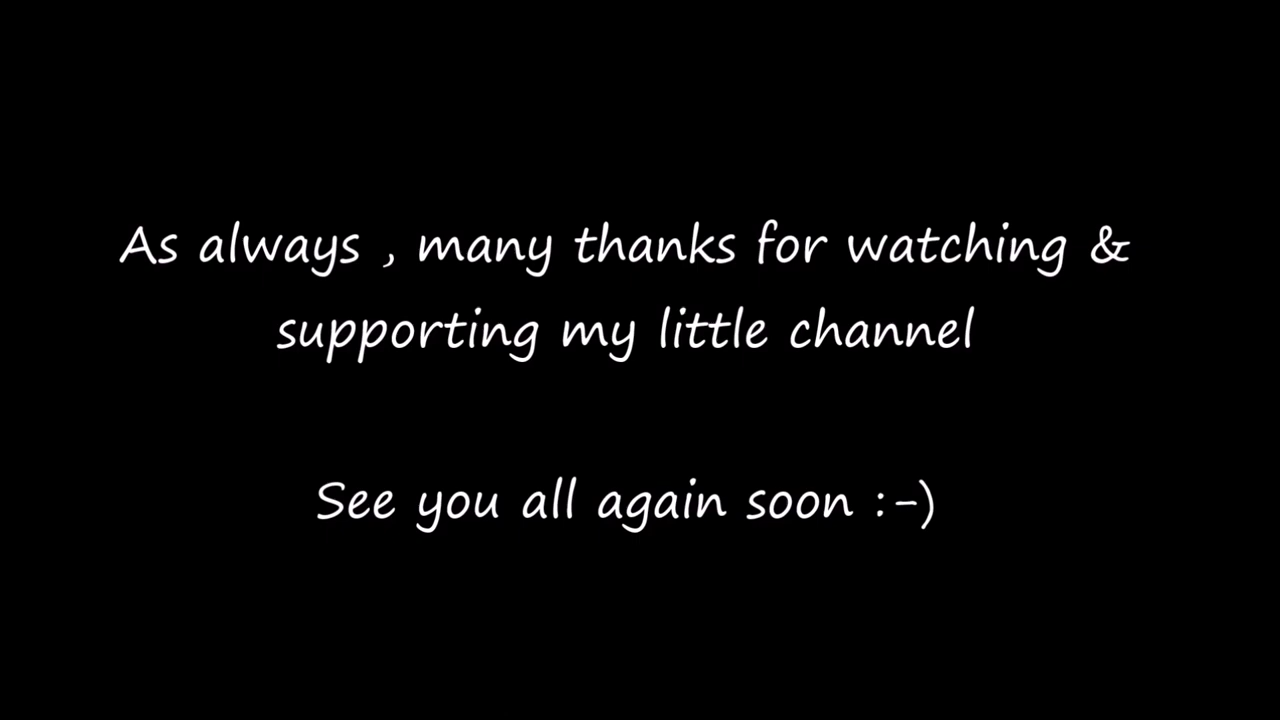 As always , many thanks for watching &
supporting my little channel
See you all again soon :-)